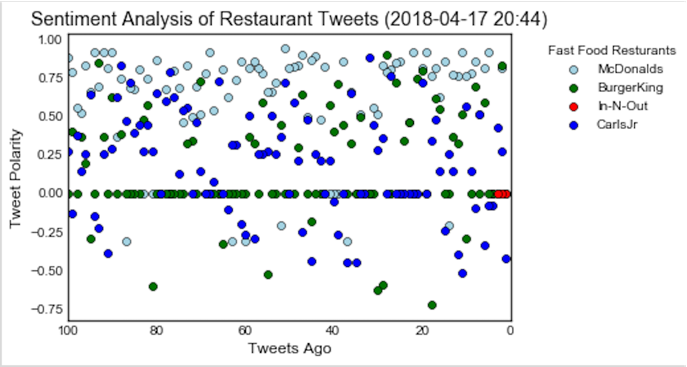 Sentiment Analysis of Restaurant Tweets (2018-04-17 20:44)
Fast Food Resturants
McDonalds
BurgerKing
In-N-Out
CarlsJr
Tweet Polarity
1.00
0.75
0.50
0.25
0.00
−0.25
−0.50
−0.75
100 80 60 40 20 0
Tweets Ago